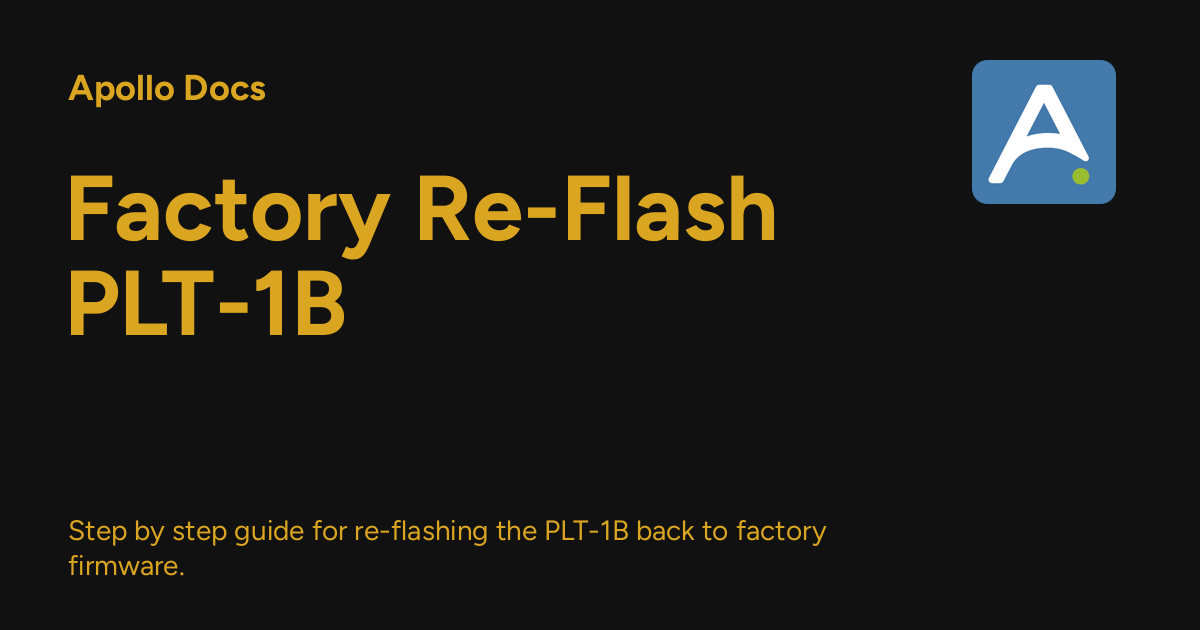 Apollo Docs
Factory Re-Flash
PLT-1B
Step by step guide for re-flashing the PLT-1B back to factory
firmware.